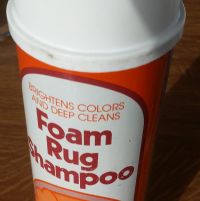 BRIGHTENS COLORS
AND DEEP CLEANS
Foam
Rug
Shampoo